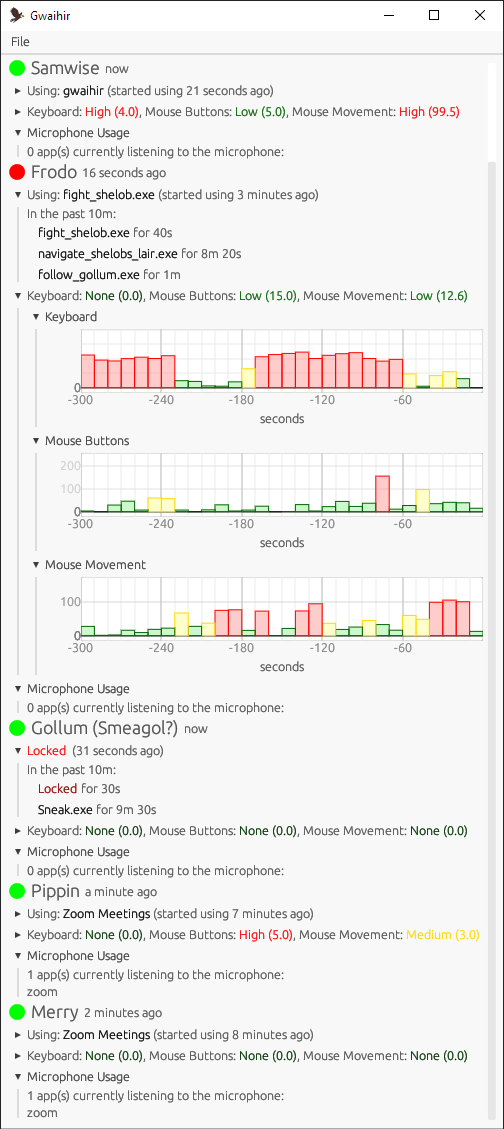 Gwaihir
File
Samwise now
Using: gwaihir (started using 21 seconds ago)
Keyboard: High (4.0), Mouse Buttons: Low (5.0), Mouse Movement: High (99.5)
Microphone Usage
0 app(s) currently listening to the microphone:
Frodo 16 seconds ago
Using: fight_shelob.exe (started using 3 minutes ago)
In the past 10m:
fight_shelob.exe for 40s
navigate_shelobs_lair.exe for 8m 20s
follow_gollum.exe for 1m
Keyboard: None (0.0), Mouse Buttons: Low (15.0), Mouse Movement: Low (12.6)
Keyboard
0
-300 -240 -180 -120 -60
seconds
Mouse Buttons
200
100
0
-300 -240 -180 -120 -60
seconds
Mouse Movement
100
0
-300 -240 -180 -120 -60
seconds
Microphone Usage
0 app(s) currently listening to the microphone:
Gollum (Smeagol?) now
Locked (31 seconds ago)
In the past 10m:
Locked for 30s
Sneak.exe for 9m 30s
Keyboard: None (0.0), Mouse Buttons: None (0.0), Mouse Movement: None (0.0)
Microphone Usage
0 app(s) currently listening to the microphone:
Pippin a minute ago
Using: Zoom Meetings (started using 7 minutes ago)
Keyboard: None (0.0), Mouse Buttons: High (5.0), Mouse Movement: Medium (3.0)
Microphone Usage
1 app(s) currently listening to the microphone:
zoom
Merry 2 minutes ago
Using: Zoom Meetings (started using 8 minutes ago)
Keyboard: None (0.0), Mouse Buttons: None (0.0), Mouse Movement: None (0.0)
Microphone Usage
1 app(s) currently listening to the microphone:
zoom